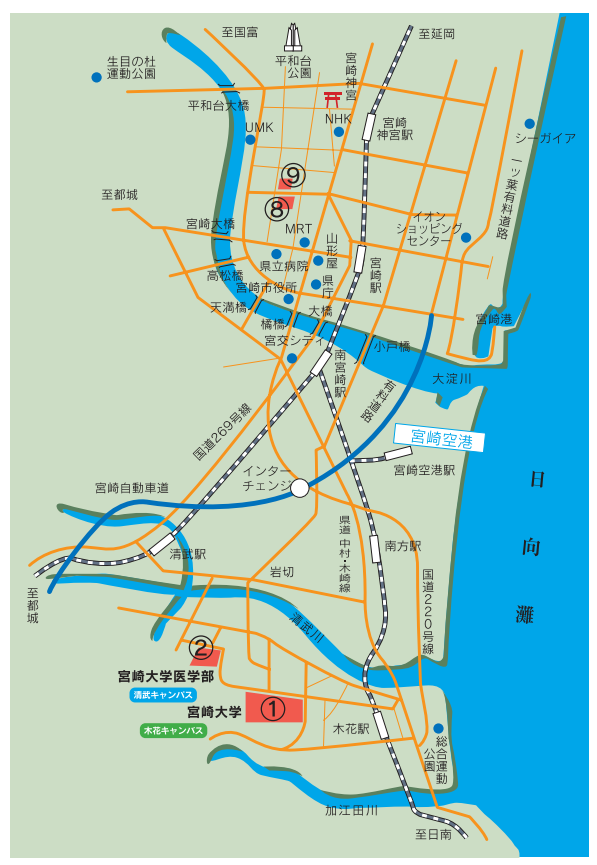 至国富
至延岡
生目の杜
運動公園
平和台
公園
宮崎神宮
平和台大橋
UMK
NHK
宮崎
神宮駅
シーガイア
一ッ葉有料道路
⑨
⑧
至都城
宮崎大橋
MRT
山形屋
イオン
ショッピング
センター
県立病院
高松橋
宮崎市役所
県庁
宮崎駅
天満橋
橘橋
大橋
宮崎港
宮交シティ
小戸橋
南宮崎駅
大淀川
有料道路
国道269号線
宮崎空港
インター
チェンジ
宮崎空港駅
宮崎自動車道
日向灘
県道 中村・木崎線
清武駅
南方駅
岩切
国道220号線
至都城
清武川
②
宮崎大学医学部
清武キャンパス
宮崎大学
①
木花キャンパス
木花駅
総合運動
公園
加江田川
至日南